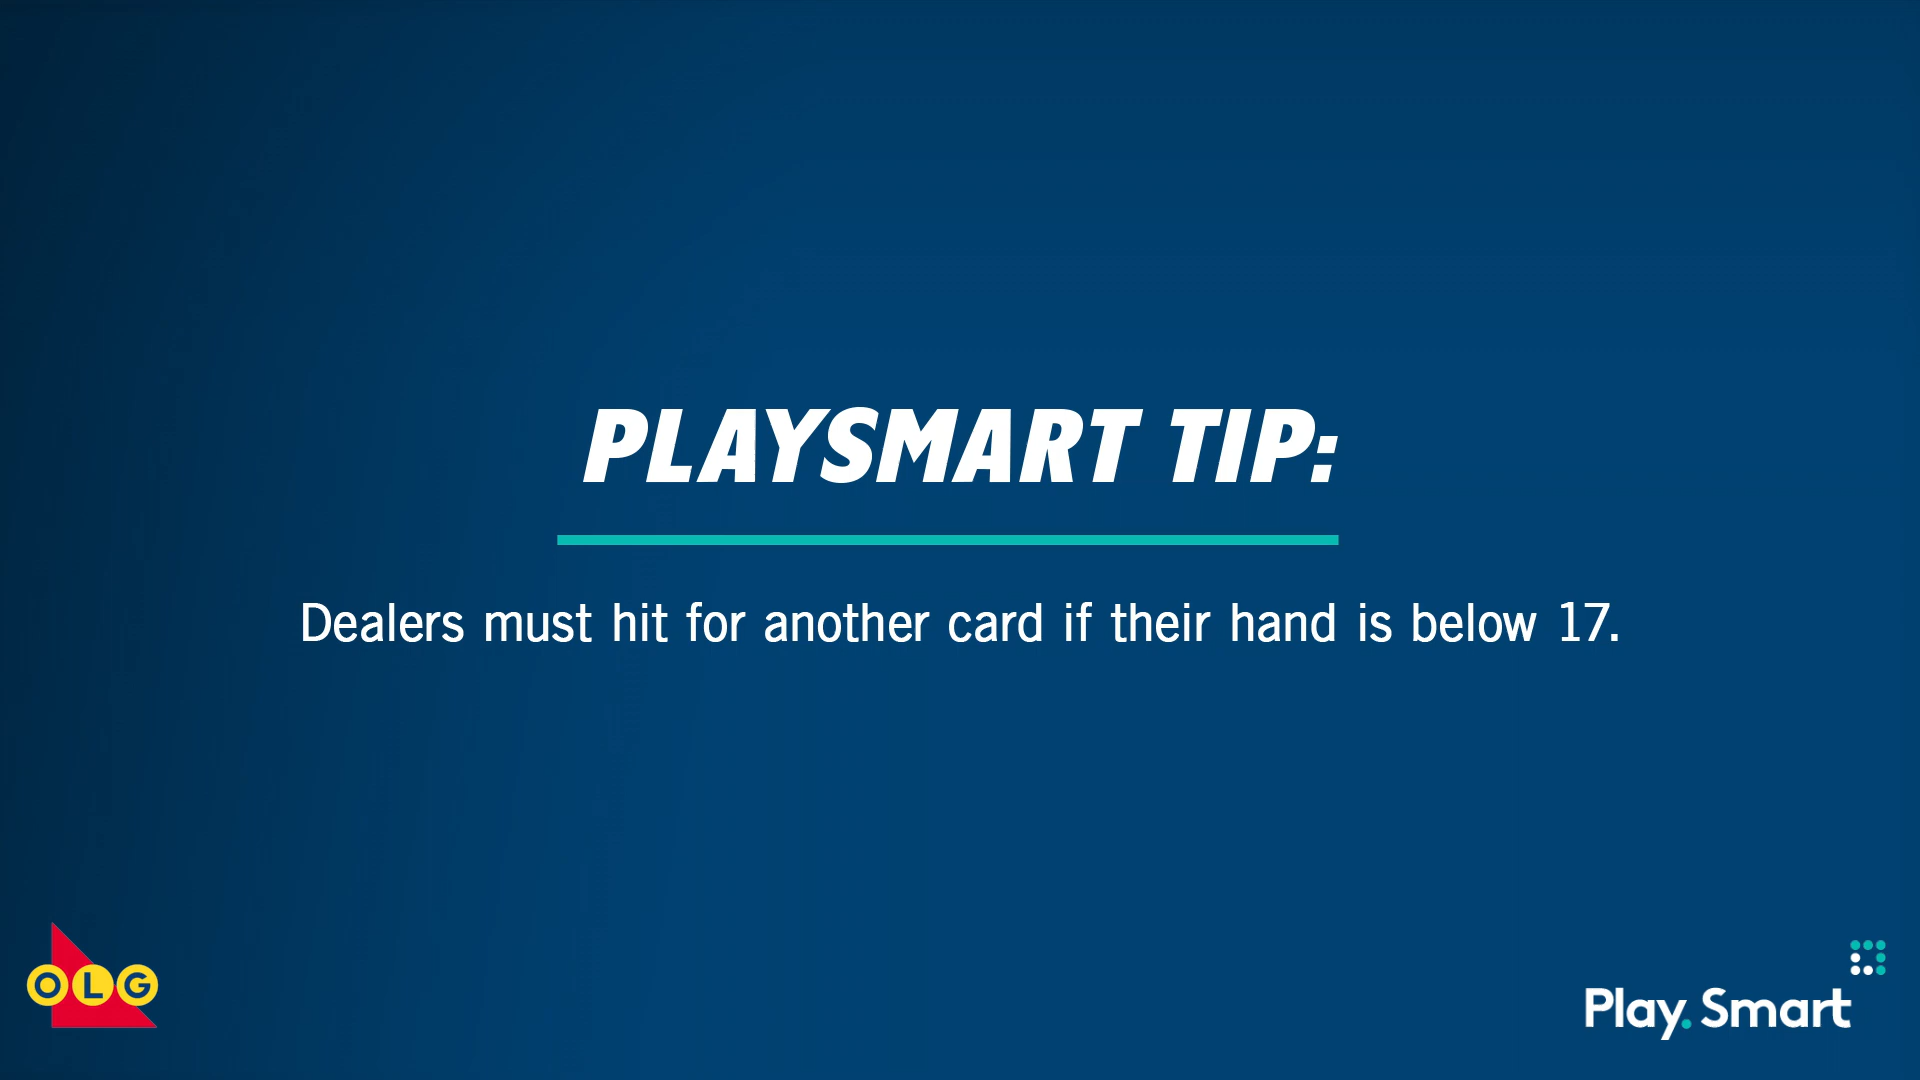 PLAYSMART TIP:
Dealers must hit for another card if their hand is below 17.
OLG
Play.Smart